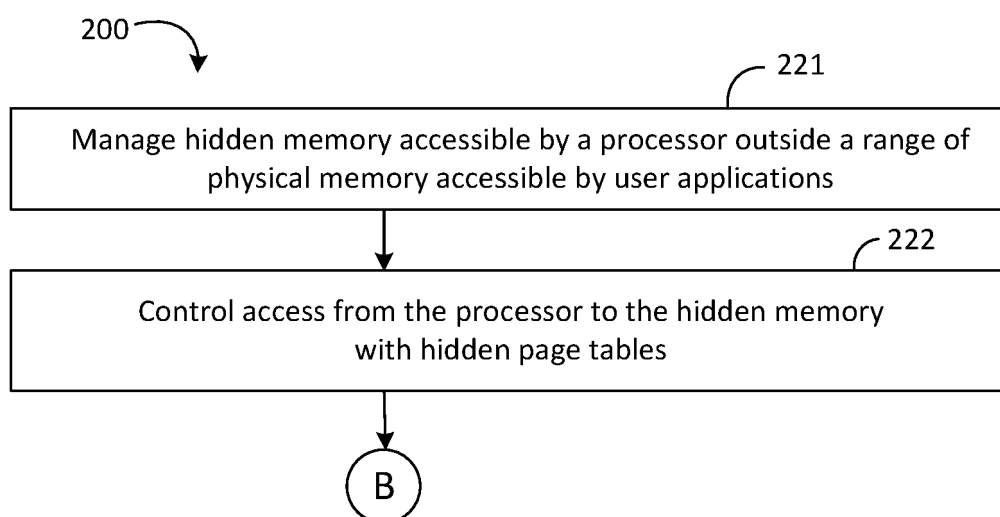 200
221
Manage hidden memory accessible by a processor outside a range of
physical memory accessible by user applications
222
Control access from the processor to the hidden memory
with hidden page tables
B